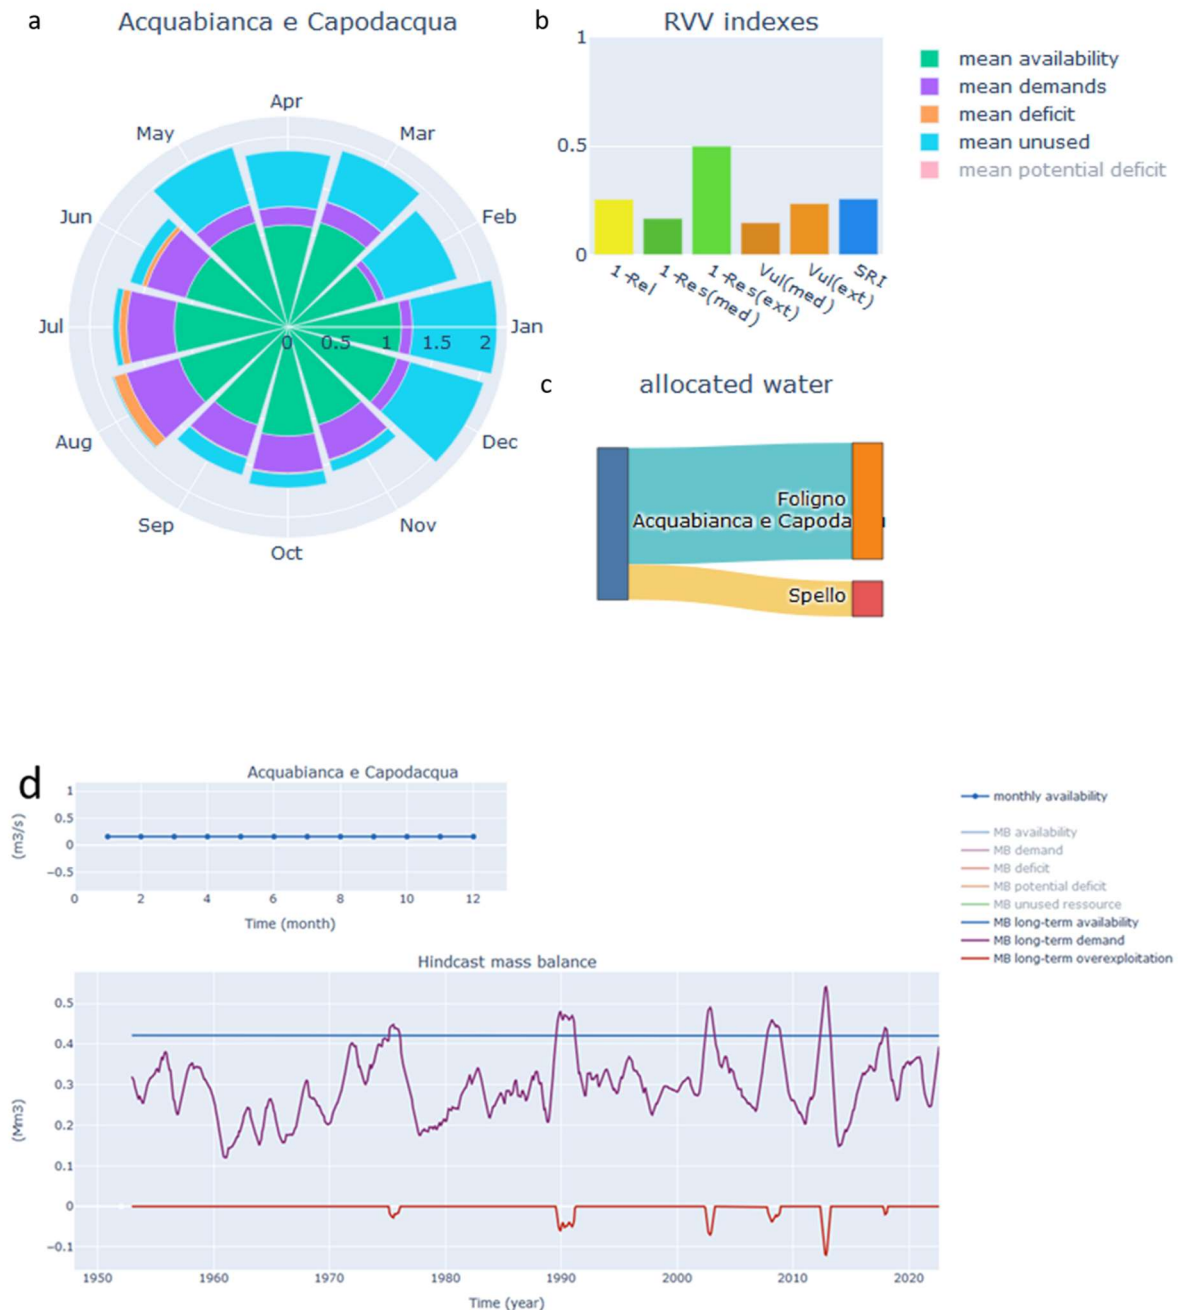 a
Acquabianca e Capodacqua
Apr
May
Mar
Jun
Feb
Jul
Jan
0 0.5 1 1.5 2
Aug
Dec
Sep
Nov
Oct
b
RVV indexes
1
0.5
0
1-Rel
1-Res(med)
1-Res(ext)
Vul(med)
Vul(ext)
SRI
mean availability
mean demands
mean deficit
mean unused
mean potential deficit
c
allocated water
Foligno
Acquabianca e Capodacqua
Spello
d
Acquabianca e Capodacqua
1
0.5
0
−0.5
(m3/s)
0 2 4 6 8 10 12
Time (month)
monthly availability
MB availability
MB demand
MB deficit
MB potential deficit
MB unused ressource
MB long-term availability
MB long-term demand
MB long-term overexploitation
Hindcast mass balance
0.5
0.4
0.3
0.2
0.1
0
−0.1
(Mm3)
1950 1960 1970 1980 1990 2000 2010 2020
Time (year)